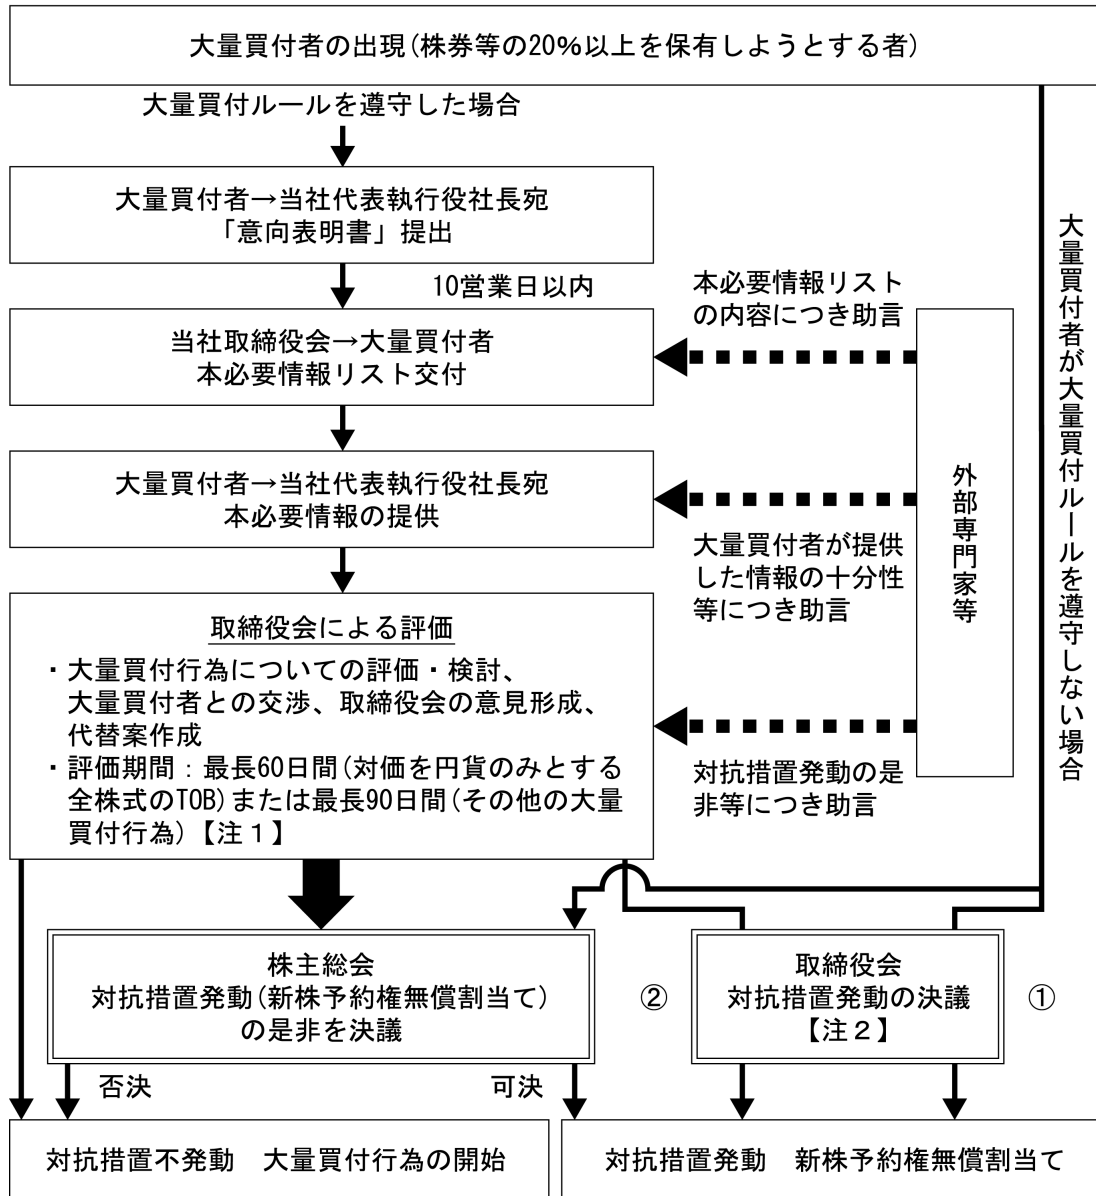 大量買付者の出現(株券等の20％以上を保有しようとする者)
大量買付ルールを遵守した場合
大量買付者→当社代表執行役社長宛
「意向表明書」提出
10営業日以内
当社取締役会→大量買付者
本必要情報リスト交付
本必要情報リスト
の内容につき助言
大量買付者→当社代表執行役社長宛
本必要情報の提供
大量買付者が提供
した情報の十分性
等につき助言
外部専門家等
大量買付者が大量買付ルールを遵守しない場合
取締役会による評価
・大量買付行為についての評価・検討、
大量買付者との交渉、取締役会の意見形成、
代替案作成
・評価期間：最長60日間(対価を円貨のみとする
全株式のTOB)または最長90日間(その他の大量
買付行為)【注１】
対抗措置発動の是
非等につき助言
株主総会
対抗措置発動(新株予約権無償割当て)
の是非を決議
②
取締役会
対抗措置発動の決議
【注２】
①
否決
可決
対抗措置不発動　大量買付行為の開始
対抗措置発動　新株予約権無償割当て